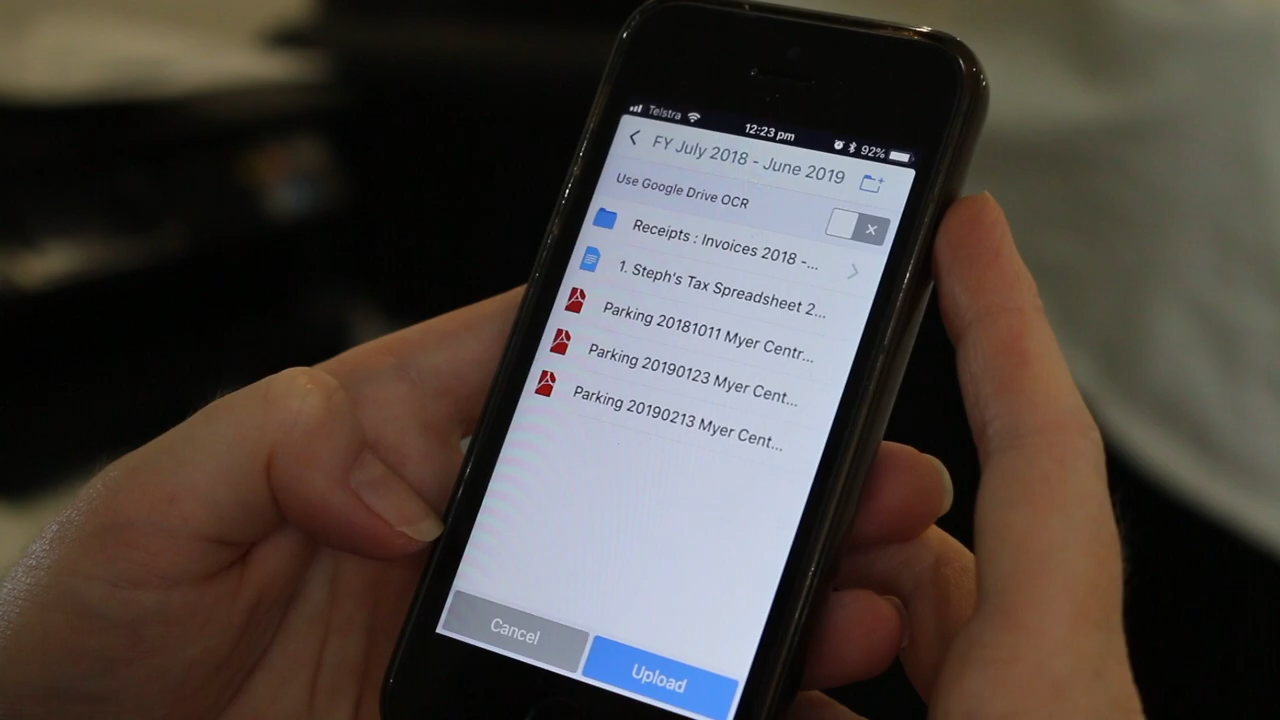 Telstra 12:23 pm 92%
FY July 2018 - June 2019
Use Google Drive OCR
Receipts : Invoices 2018 -...
1. Steph's Tax Spreadsheet 2...
Parking 20181011 Myer Centr...
Parking 20190123 Myer Cent...
Parking 20190213 Myer Cent...
Cancel Upload